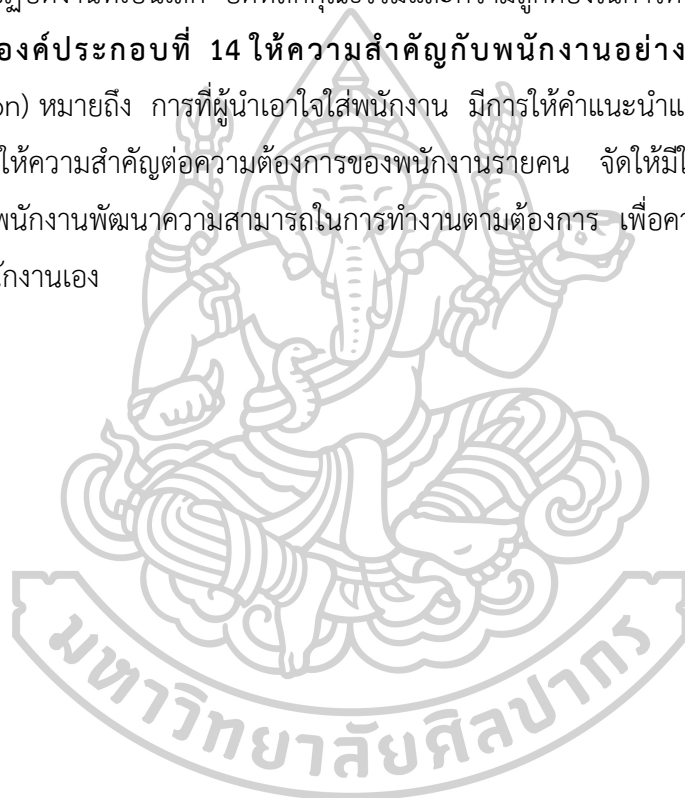 องค์ประกอบที่ 14 ให้ความสำคัญกับพนักงานอย่าง
on) หมายถึง การที่ผู้นำเอาใจใส่พนักงาน มีการให้คำแนะนำแ
ให้ความสำคัญต่อความต้องการของพนักงานรายคน จัดให้มีใ
พนักงานพัฒนาความสามารถในการทำงานตามต้องการ เพื่อคว
ักงานเอง
มหาวิทยาลัยศิลปากร